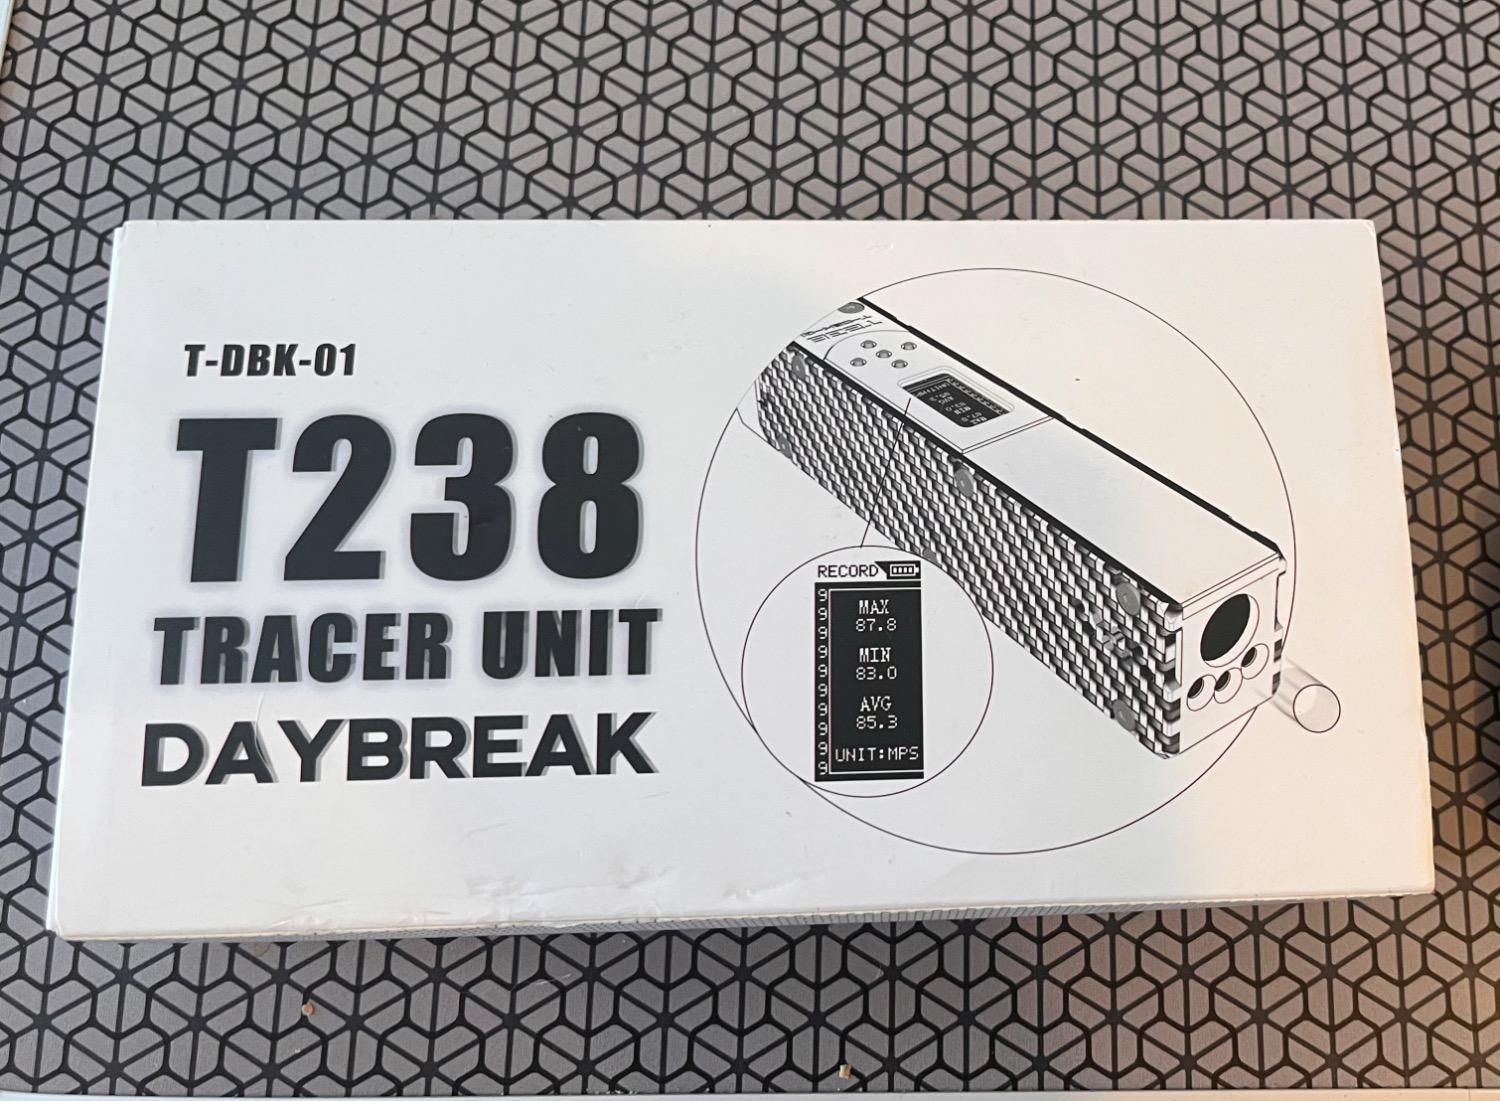 T-DBK-01
T238
TRACER UNIT
DAYBREAK
RECORD
MAX
87.8
MIN
83.0
AVG
85.3
UNIT:MPS